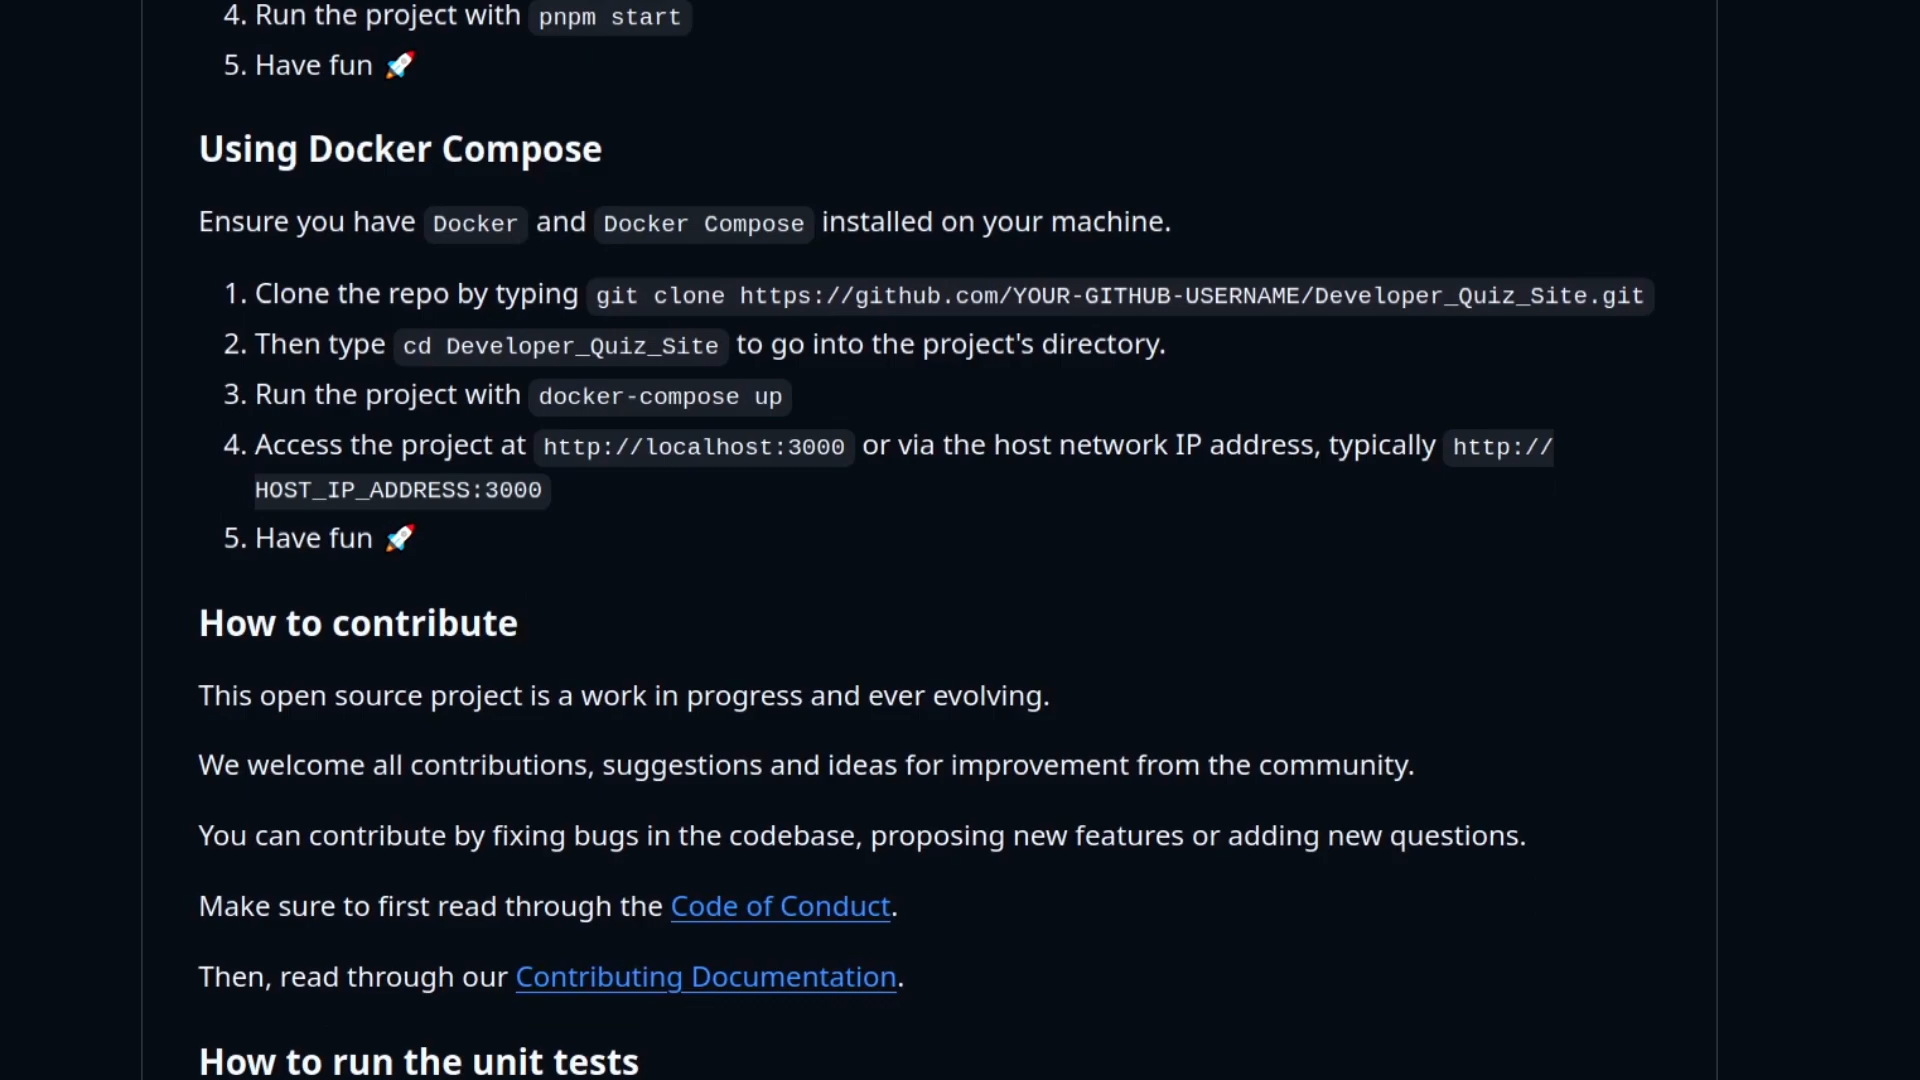 4. Run the project with pnpm start
5. Have fun 🚀
Using Docker Compose
Ensure you have Docker and Docker Compose installed on your machine.
1. Clone the repo by typing git clone https://github.com/YOUR-GITHUB-USERNAME/Developer_Quiz_Site.git
2. Then type cd Developer_Quiz_Site to go into the project's directory.
3. Run the project with docker-compose up
4. Access the project at http://localhost:3000 or via the host network IP address, typically http://
HOST_IP_ADDRESS:3000
5. Have fun 🚀
How to contribute
This open source project is a work in progress and ever evolving.
We welcome all contributions, suggestions and ideas for improvement from the community.
You can contribute by fixing bugs in the codebase, proposing new features or adding new questions.
Make sure to first read through the Code of Conduct.
Then, read through our Contributing Documentation.
How to run the unit tests